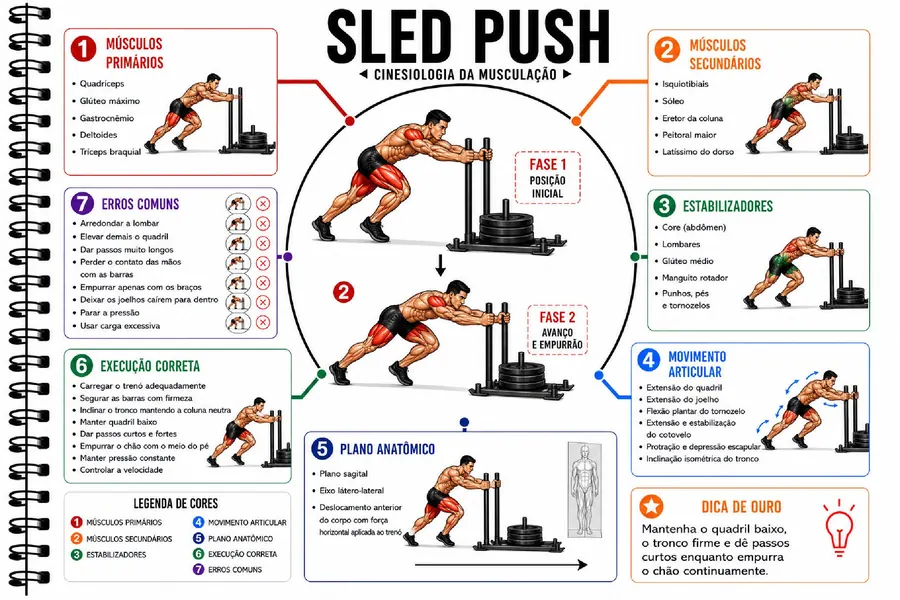 SLED PUSH
CINESIOLOGIA DA MUSCULAÇÃO
1 MÚSCULOS
PRIMÁRIOS
• Quadríceps
• Glúteo máximo
• Gastrocnêmio
• Deltoides
• Tríceps braquial
2 MÚSCULOS
SECUNDÁRIOS
• Isquiotibiais
• Sóleo
• Eretor da coluna
• Peitoral maior
• Latíssimo do dorso
FASE 1
POSIÇÃO
INICIAL
2
FASE 2
AVANÇO
E EMPURRÃO
7 ERROS COMUNS
• Arredondar a lombar
• Elevar demais o quadril
• Dar passos muito longos
• Perder o contato das mãos
com as barras
• Empurrar apenas com os braços
• Deixar os joelhos caírem para dentro
• Parar a pressão
• Usar carga excessiva
3 ESTABILIZADORES
• Core (abdômen)
• Lombares
• Glúteo médio
• Manguito rotador
• Punhos, pés
e tornozelos
6 EXECUÇÃO CORRETA
• Carregar o trenó adequadamente
• Segurar as barras com firmeza
• Inclinar o tronco mantendo a coluna neutra
• Manter quadril baixo
• Dar passos curtos e fortes
• Empurrar o chão com o meio do pé
• Manter pressão constante
• Controlar a velocidade
4 MOVIMENTO
ARTICULAR
• Extensão do quadril
• Extensão do joelho
• Flexão plantar do tornozelo
• Extensão e estabilização
do cotovelo
• Protração e depressão escapular
• Inclinação isométrica do tronco
5 PLANO ANATÔMICO
• Plano sagital
• Eixo látero-lateral
• Deslocamento anterior
do corpo com força
horizontal aplicada ao trenó
LEGENDA DE CORES
1 MÚSCULOS PRIMÁRIOS
2 MÚSCULOS SECUNDÁRIOS
3 ESTABILIZADORES
4 MOVIMENTO ARTICULAR
5 PLANO ANATÔMICO
6 EXECUÇÃO CORRETA
7 ERROS COMUNS
DICA DE OURO
Mantenha o quadril baixo,
o tronco firme e dê passos
curtos enquanto empurra
o chão continuamente.